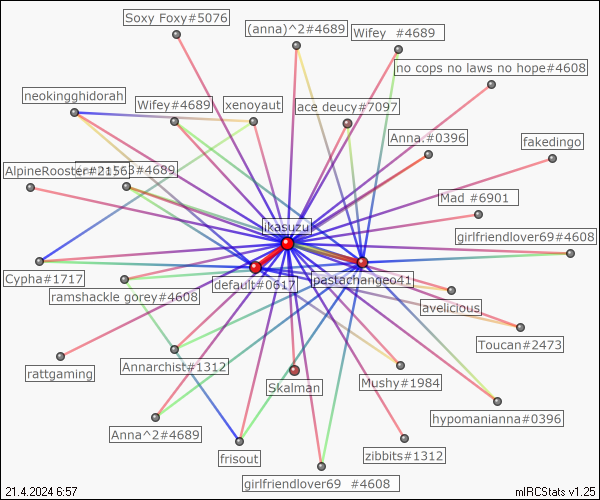 Soxy Foxy#5076
(anna)^2#4689
Wifey #4689
no cops no laws no hope#4608
neokingghidorah
Wifey#4689
xenoyaut
ace deucy#7097
Anna.#0396
fakedingo
AlpineRooster#2156
3#4689
Mad #6901
ikasuzu
girlfriendlover69#4608
Cypha#1717
default#0617
pastachange041
ramshackle gorey#4608
avelicious
Toucan#2473
rattgaming
Annarchist#1312
Skalman
Mushy#1984
hypomanianna#0396
Anna^2#4689
frisout
zibbits#1312
girlfriendlover69 #4608
21.4.2024 6:57
mIRCStats v1.25